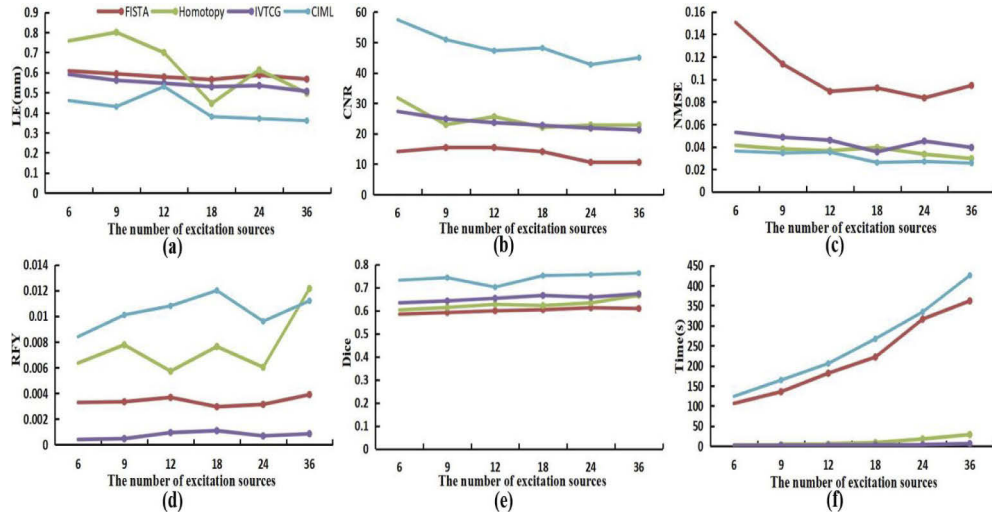 FISTA Homotopy IVTCG CIML
LE(mm)
0.9
0.8
0.7
0.6
0.5
0.4
0.3
0.2
0.1
0
6 9 12 18 24 36
The number of excitation sources
(a)
CNR
60
50
40
30
20
10
0
6 9 12 18 24 36
The number of excitation sources
(b)
NMSE
0.16
0.14
0.12
0.1
0.08
0.06
0.04
0.02
0
6 9 12 18 24 36
The number of excitation sources
(c)
RFY
0.014
0.012
0.01
0.008
0.006
0.004
0.002
0
6 9 12 18 24 36
The number of excitation sources
(d)
Dice
0.8
0.7
0.6
0.5
0.4
0.3
0.2
0.1
0
6 9 12 18 24 36
The number of excitation sources
(e)
Time(s)
450
400
350
300
250
200
150
100
50
0
6 9 12 18 24 36
The number of excitation sources
(f)